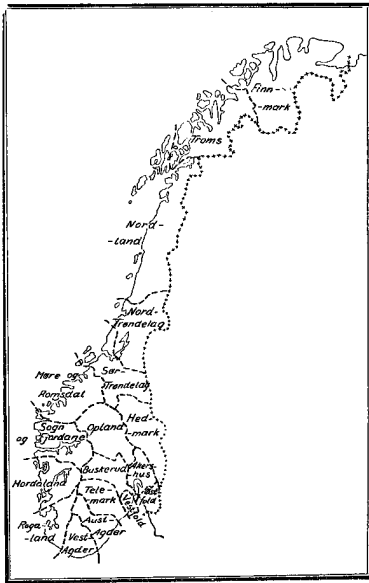 Finn-
-mark
Troms
Nord-
-land
Nord-
Trøndelag
Sør-
Trøndelag
Møre og
Romsdal
Hed-
mark
Opland
Sogn
og Fjordane
Buskerud
Akers-
hus
Hordaland
Tele-
mark
Vestfold
Øst
fold
Roga-
land
Aust-
Agder
Vest-
Agder